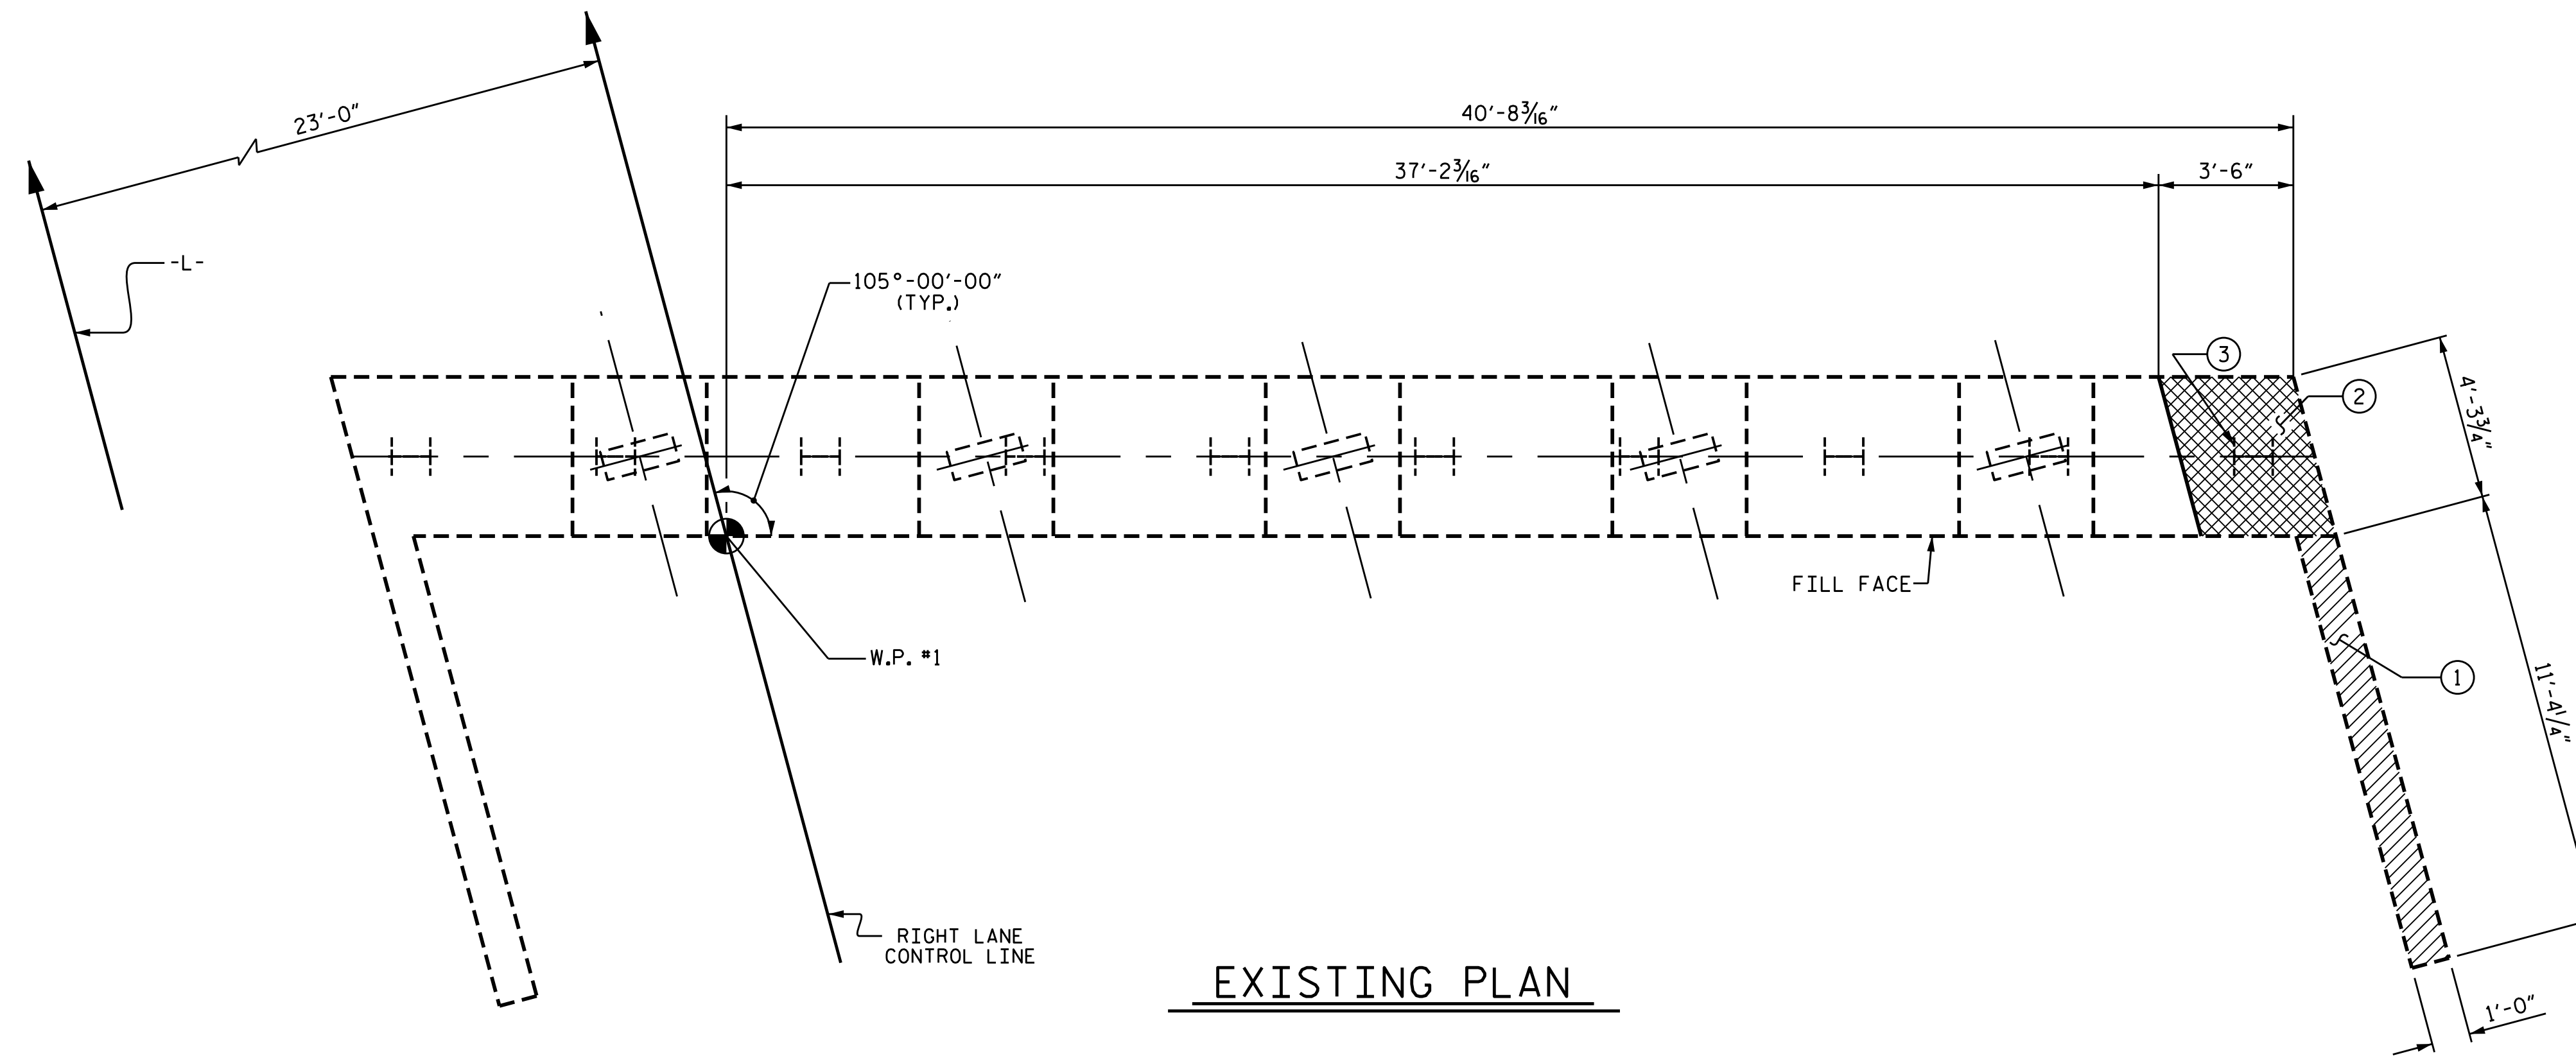 23'-0"
40'-8 3/16"
37'-2 3/16"
3'-6"
-L-
105°-00'-00"
(TYP.)
3
2
4'-3 3/4"
FILL FACE
W.P. #1
1
11'-4 1/4"
RIGHT LANE
CONTROL LINE
EXISTING PLAN
1'-0"